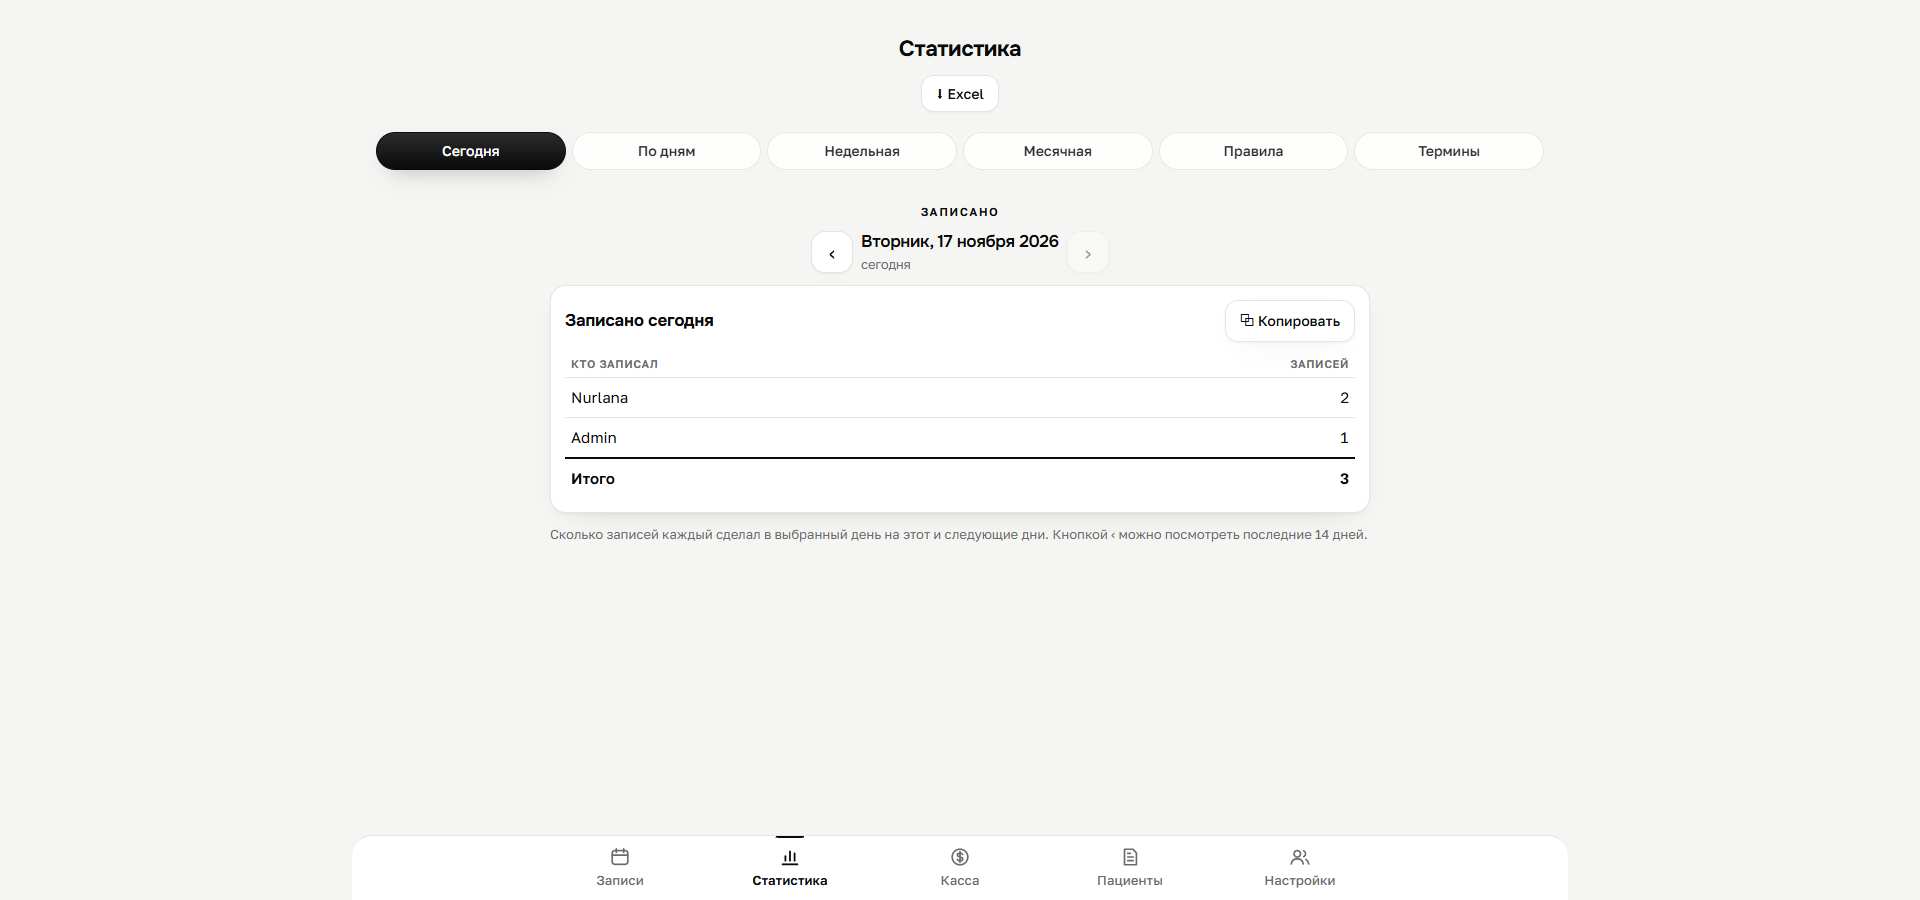 Статистика
⭳ Excel
Сегодня По дням Недельная Месячная Правила Термины
ЗАПИСАНО
‹ Вторник, 17 ноября 2026 ›
сегодня
Записано сегодня Копировать
КТО ЗАПИСАЛ ЗАПИСЕЙ
Nurlana 2
Admin 1
Итого 3
Сколько записей каждый сделал в выбранный день на этот и следующие дни. Кнопкой ‹ можно посмотреть последние 14 дней.
Записи Статистика Касса Пациенты Настройки